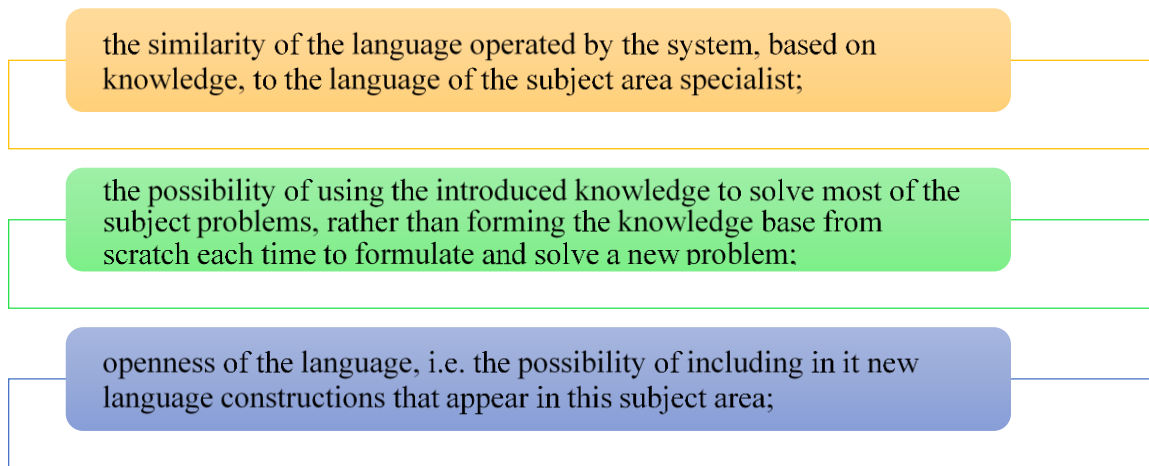 the similarity of the language operated by the system, based on
knowledge, to the language of the subject area specialist;
the possibility of using the introduced knowledge to solve most of the
subject problems, rather than forming the knowledge base from
scratch each time to formulate and solve a new problem;
openness of the language, i.e. the possibility of including in it new
language constructions that appear in this subject area;